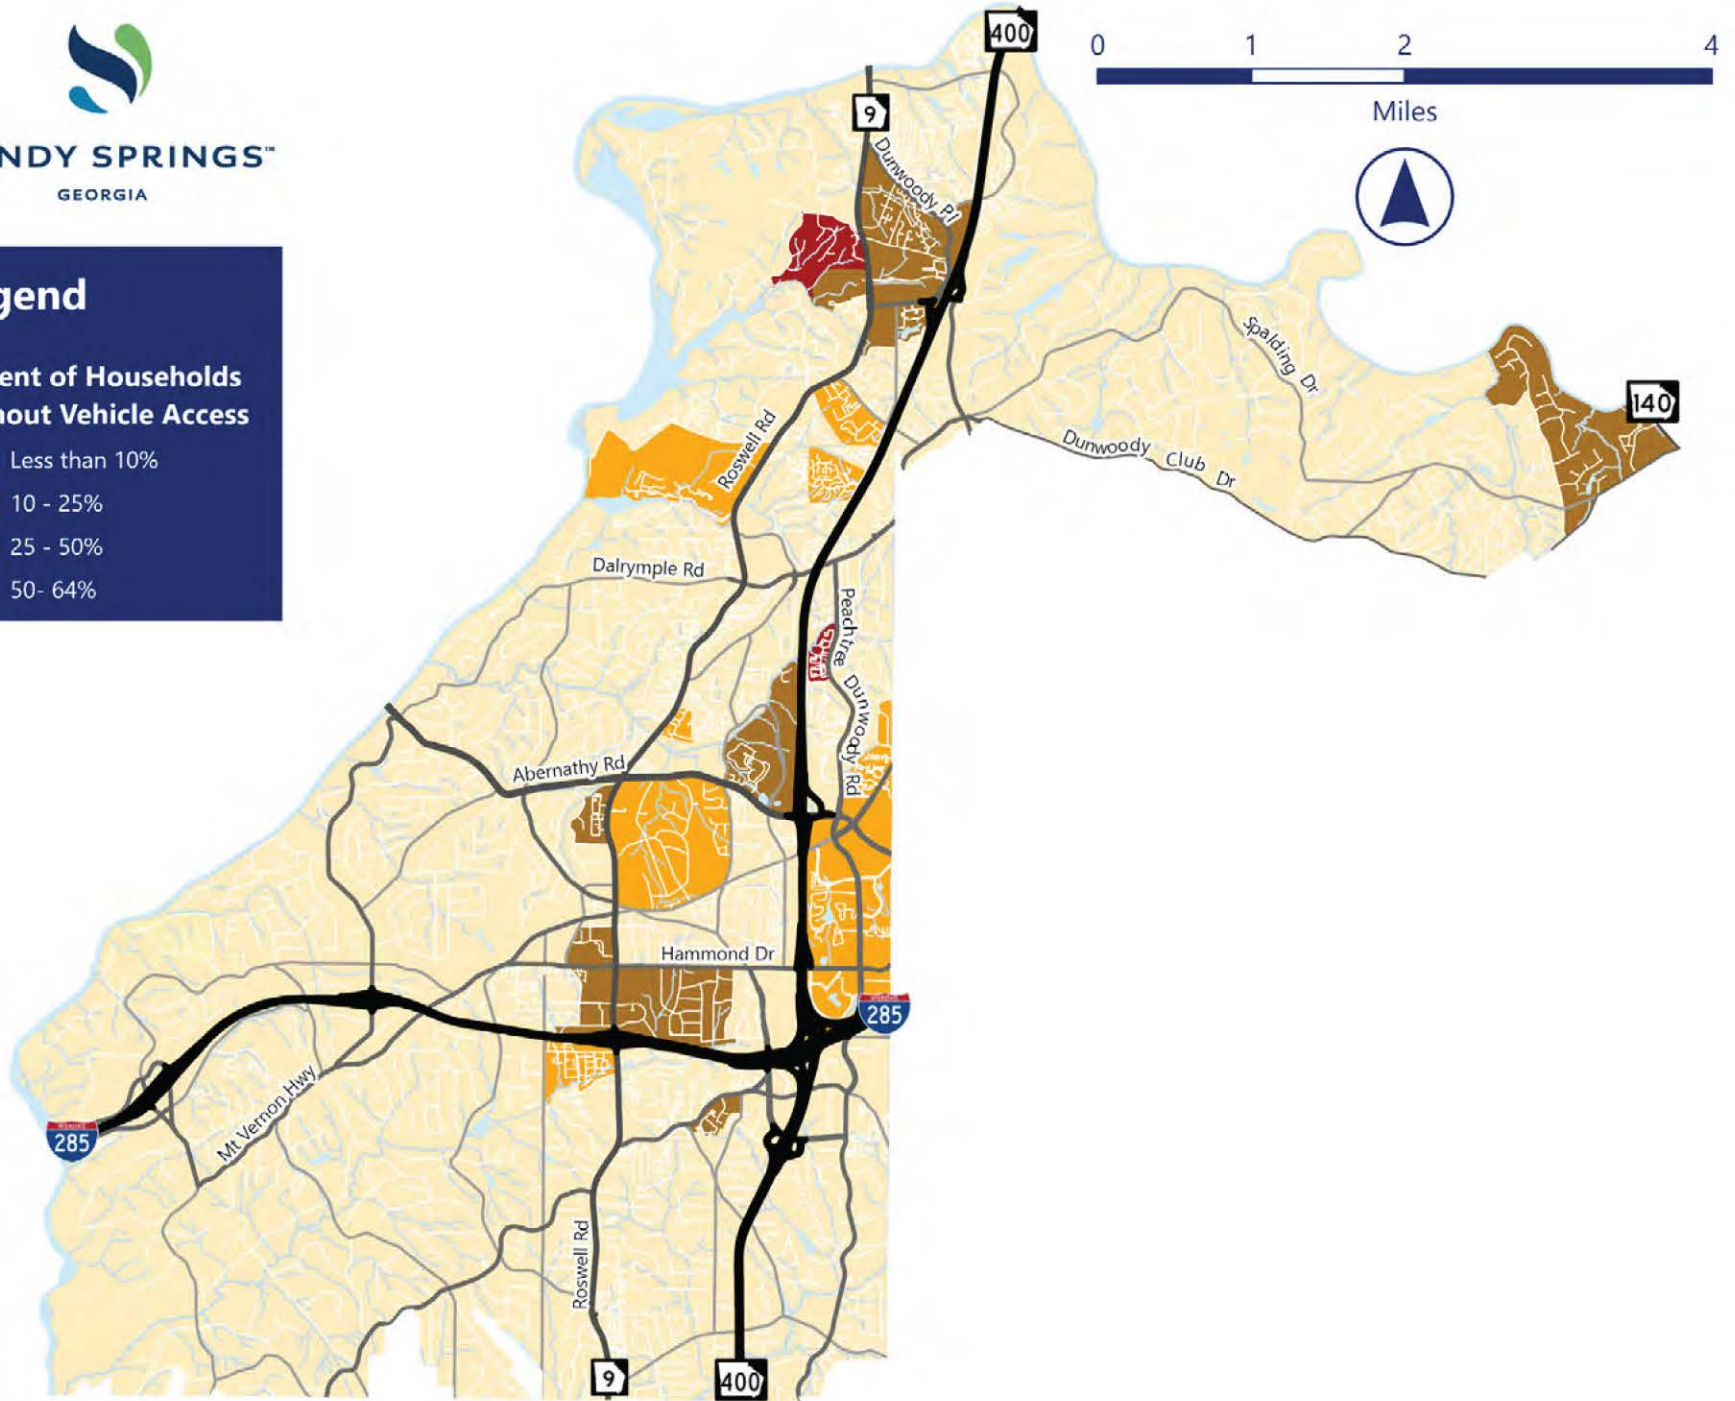 NDY SPRINGS™
GEORGIA
gend
ent of Households
hout Vehicle Access
Less than 10%
10 - 25%
25 - 50%
50- 64%
0 1 2 4
Miles
400
9
Dunwoody Pl
Spalding Dr
140
Roswell Rd
Dunwoody Club Dr
Dalrymple Rd
Peachtree Dunwoody Rd
Abernathy Rd
Hammond Dr
285
Mt Vernon Hwy
285
Roswell Rd
9
400